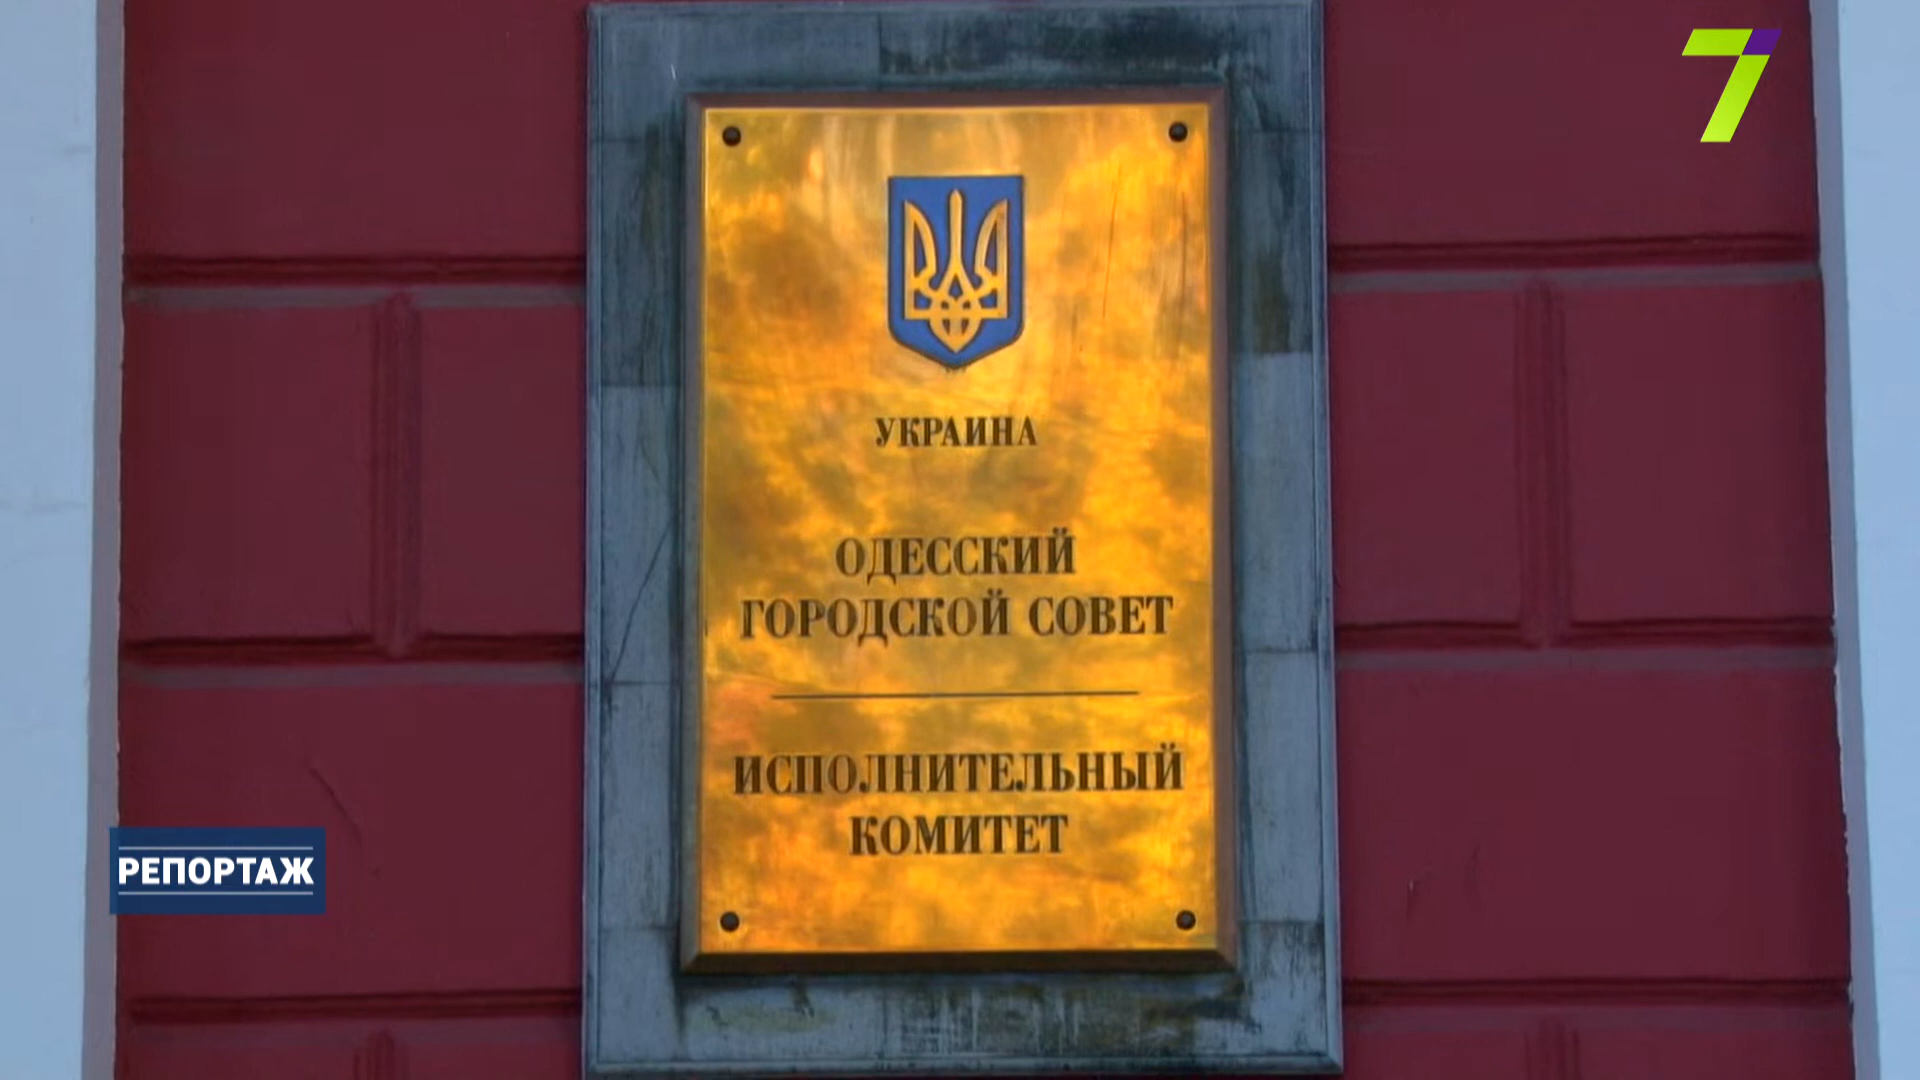 7
УКРАИНА
ОДЕССКИЙ
ГОРОДСКОЙ СОВЕТ
ИСПОЛНИТЕЛЬНЫЙ
КОМИТЕТ
РЕПОРТАЖ